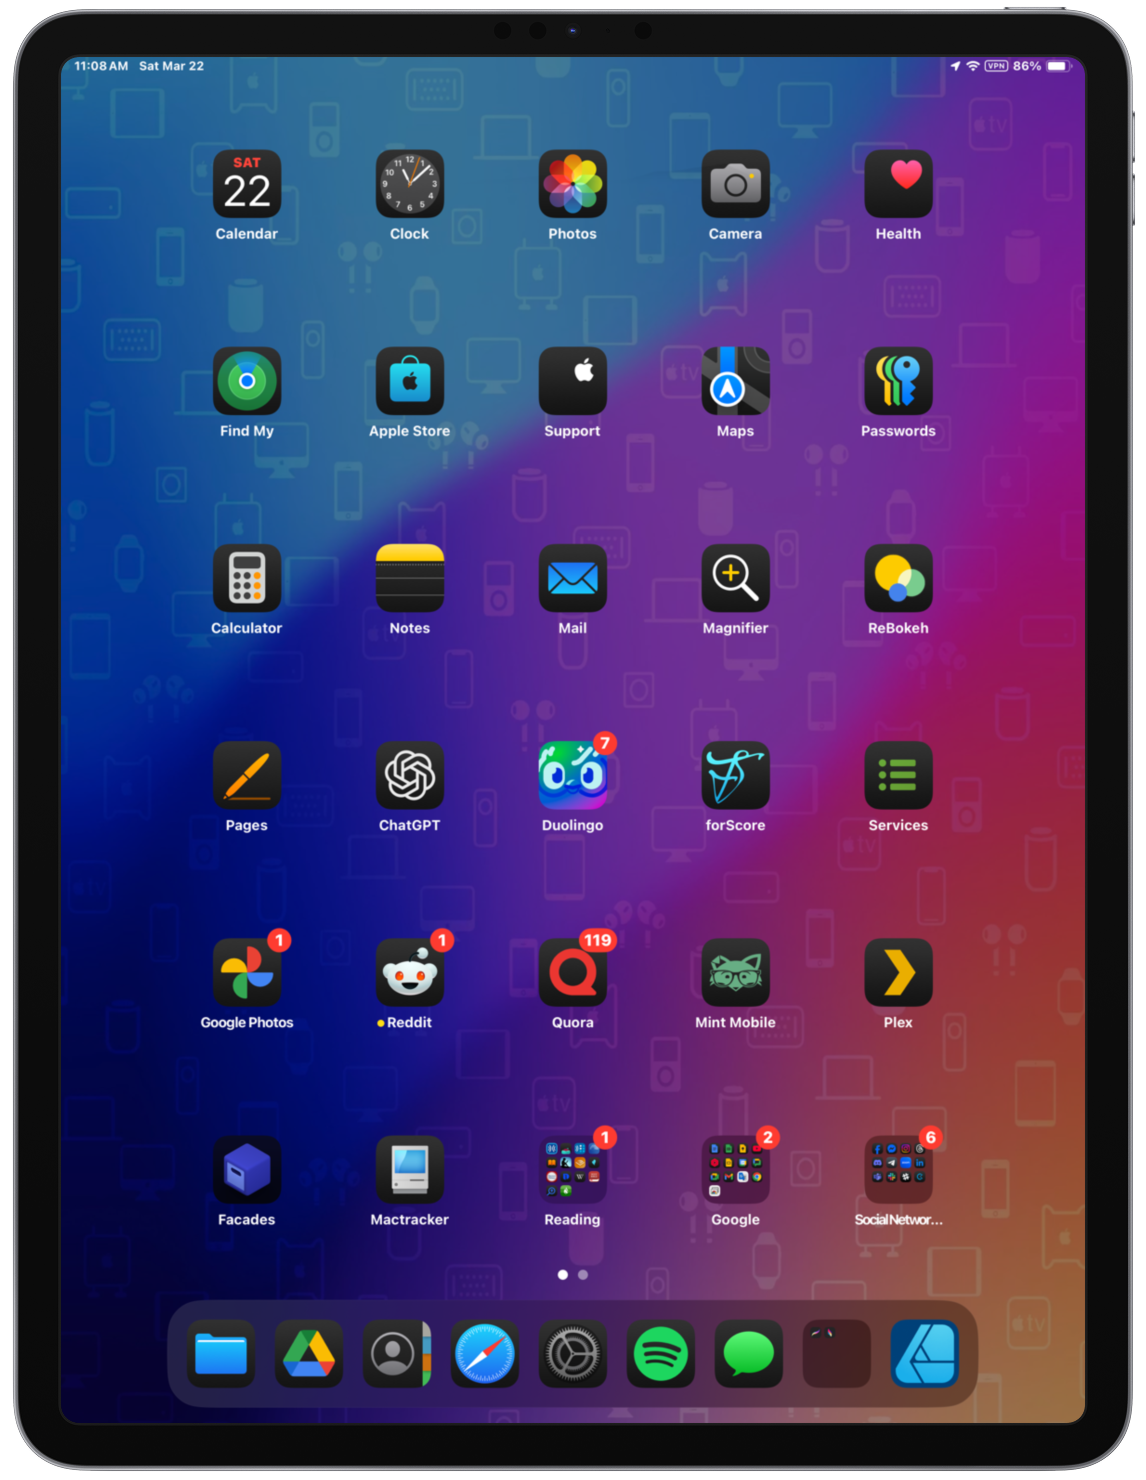 11:08 AM Sat Mar 22
VPN 86%
SAT
22
Calendar
Clock
Photos
Camera
Health
Find My
Apple Store
Support
Maps
Passwords
Calculator
Notes
Mail
Magnifier
ReBokeh
7
Pages
ChatGPT
Duolingo
forScore
Services
1
1
119
Google Photos
Reddit
Quora
Mint Mobile
Plex
1
2
6
Facades
Mactracker
Reading
Google
Social Networ...